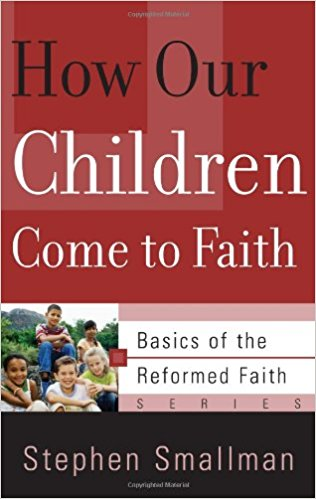 How Our
Children
Come to Faith
Basics of the
Reformed Faith
SERIES
Stephen Smallman